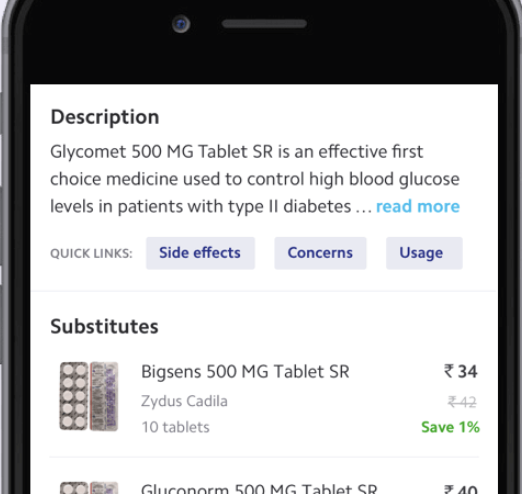 Description
Glycomet 500 MG Tablet SR is an effective first
choice medicine used to control high blood glucose
levels in patients with type II diabetes ... read more
QUICK LINKS: Side effects Concerns Usage
Substitutes
Bigsens 500 MG Tablet SR ₹ 34
Zydus Cadila ₹ 42
10 tablets Save 1%
Gluconorm 500 MG Tablet SR ₹ 40